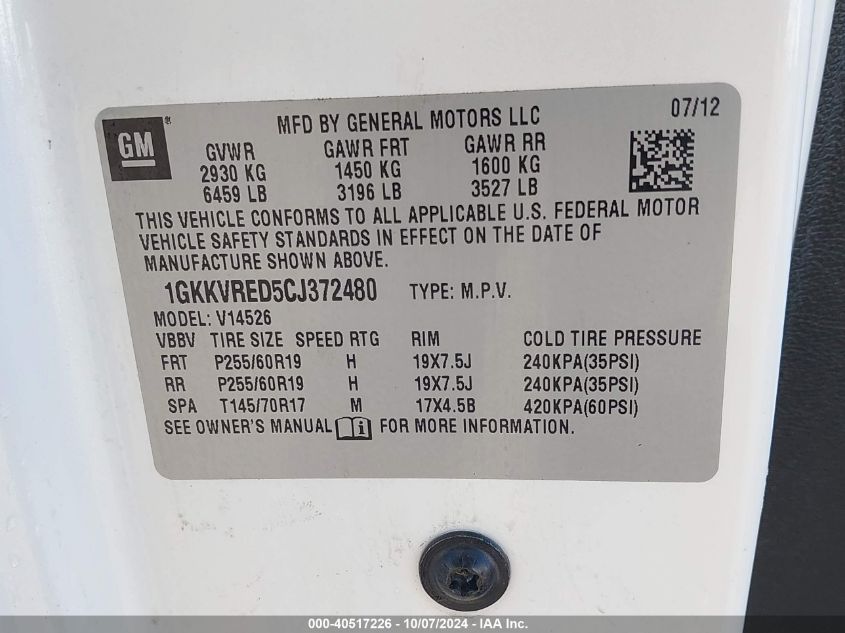 GM ®
MFD BY GENERAL MOTORS LLC 07/12
GVWR GAWR FRT GAWR RR
2930 KG 1450 KG 1600 KG
6459 LB 3196 LB 3527 LB
THIS VEHICLE CONFORMS TO ALL APPLICABLE U.S. FEDERAL MOTOR
VEHICLE SAFETY STANDARDS IN EFFECT ON THE DATE OF
MANUFACTURE SHOWN ABOVE.
1GKKVRED5CJ372480 TYPE: M.P.V.
MODEL: V14526
VBBV TIRE SIZE SPEED RTG RIM COLD TIRE PRESSURE
FRT P255/60R19 H 19X7.5J 240KPA(35PSI)
RR P255/60R19 H 19X7.5J 240KPA(35PSI)
SPA T145/70R17 M 17X4.5B 420KPA(60PSI)
SEE OWNER'S MANUAL i FOR MORE INFORMATION.
000-40517226 - 10/07/2024 - IAA Inc.